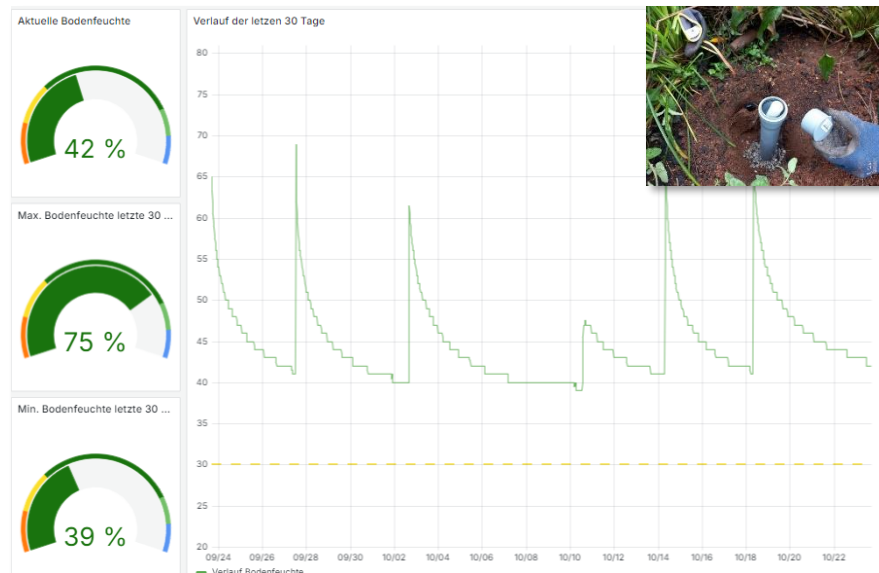 Aktuelle Bodenfeuchte
42 %
Max. Bodenfeuchte letzte 30 ...
75 %
Min. Bodenfeuchte letzte 30 ...
39 %
Verlauf der letzen 30 Tage
80
75
70
65
60
55
50
45
40
35
30
25
20
09/24 09/26 09/28 09/30 10/02 10/04 10/06 10/08 10/10 10/12 10/14 10/16 10/18 10/20 10/22
Verlauf Bodenfeuchte